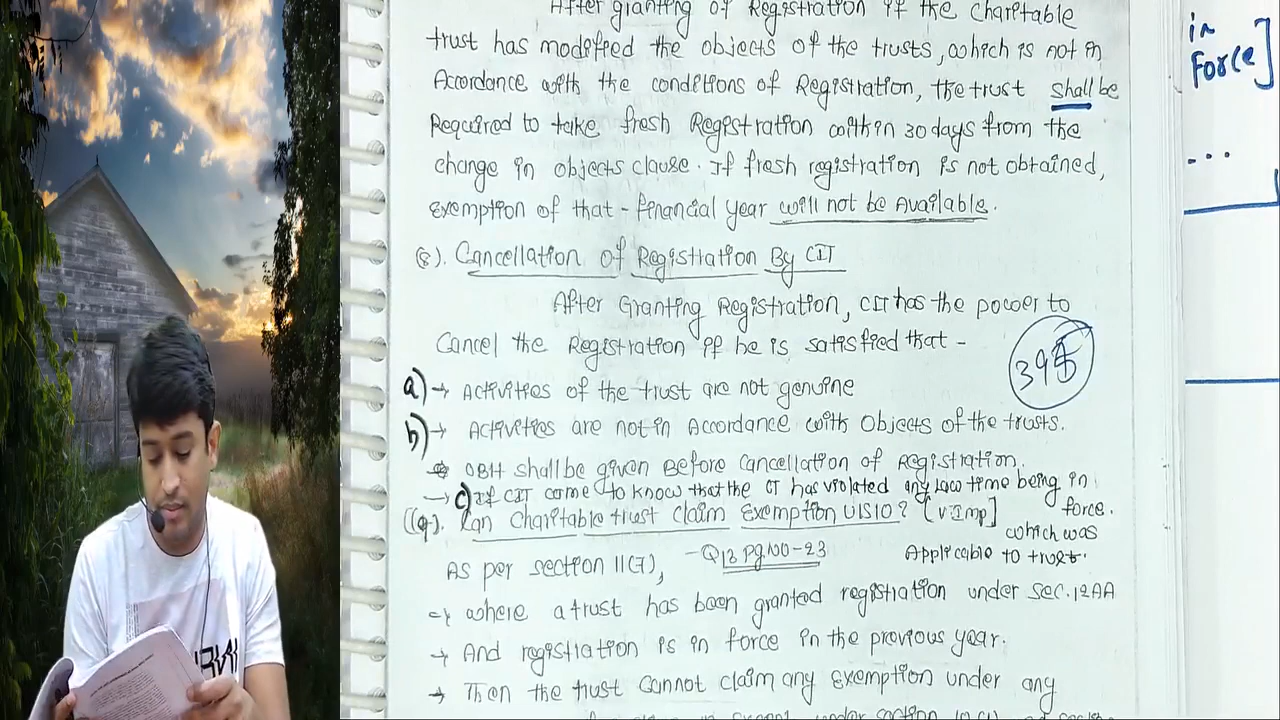 After granting of Registration if the Charitable
trust has modified the objects of the trusts, which is not in
Accordance with the conditions of Registration, the trust shall be
Required to take fresh Registration within 30 days from the
change in objects clause. If fresh registration is not obtained,
Exemption of that - financial year will not be Available.
(8). Cancellation of Registration By CIT
After Granting Registration, CIT has the power to
Cancel the Registration if he is satisfied that -
a) → Activities of the trust are not genuine
b) → Activities are not in Accordance with Objects of the trusts.
OBH shall be given Before Cancellation of Registration.
→ c) If CIT come to know that the CT has violated any law time being in
force.
which was
Applicable to trust.
(9). Can Charitable trust claim Exemption U/S 10? [V.Imp]
As per section 11(7), - Q13 Pg.No-23
→ where a trust has been granted registration under sec. 12AA
→ And registration is in force in the previous year.
→ Then the trust cannot claim any Exemption under any
395
in
Force]
...